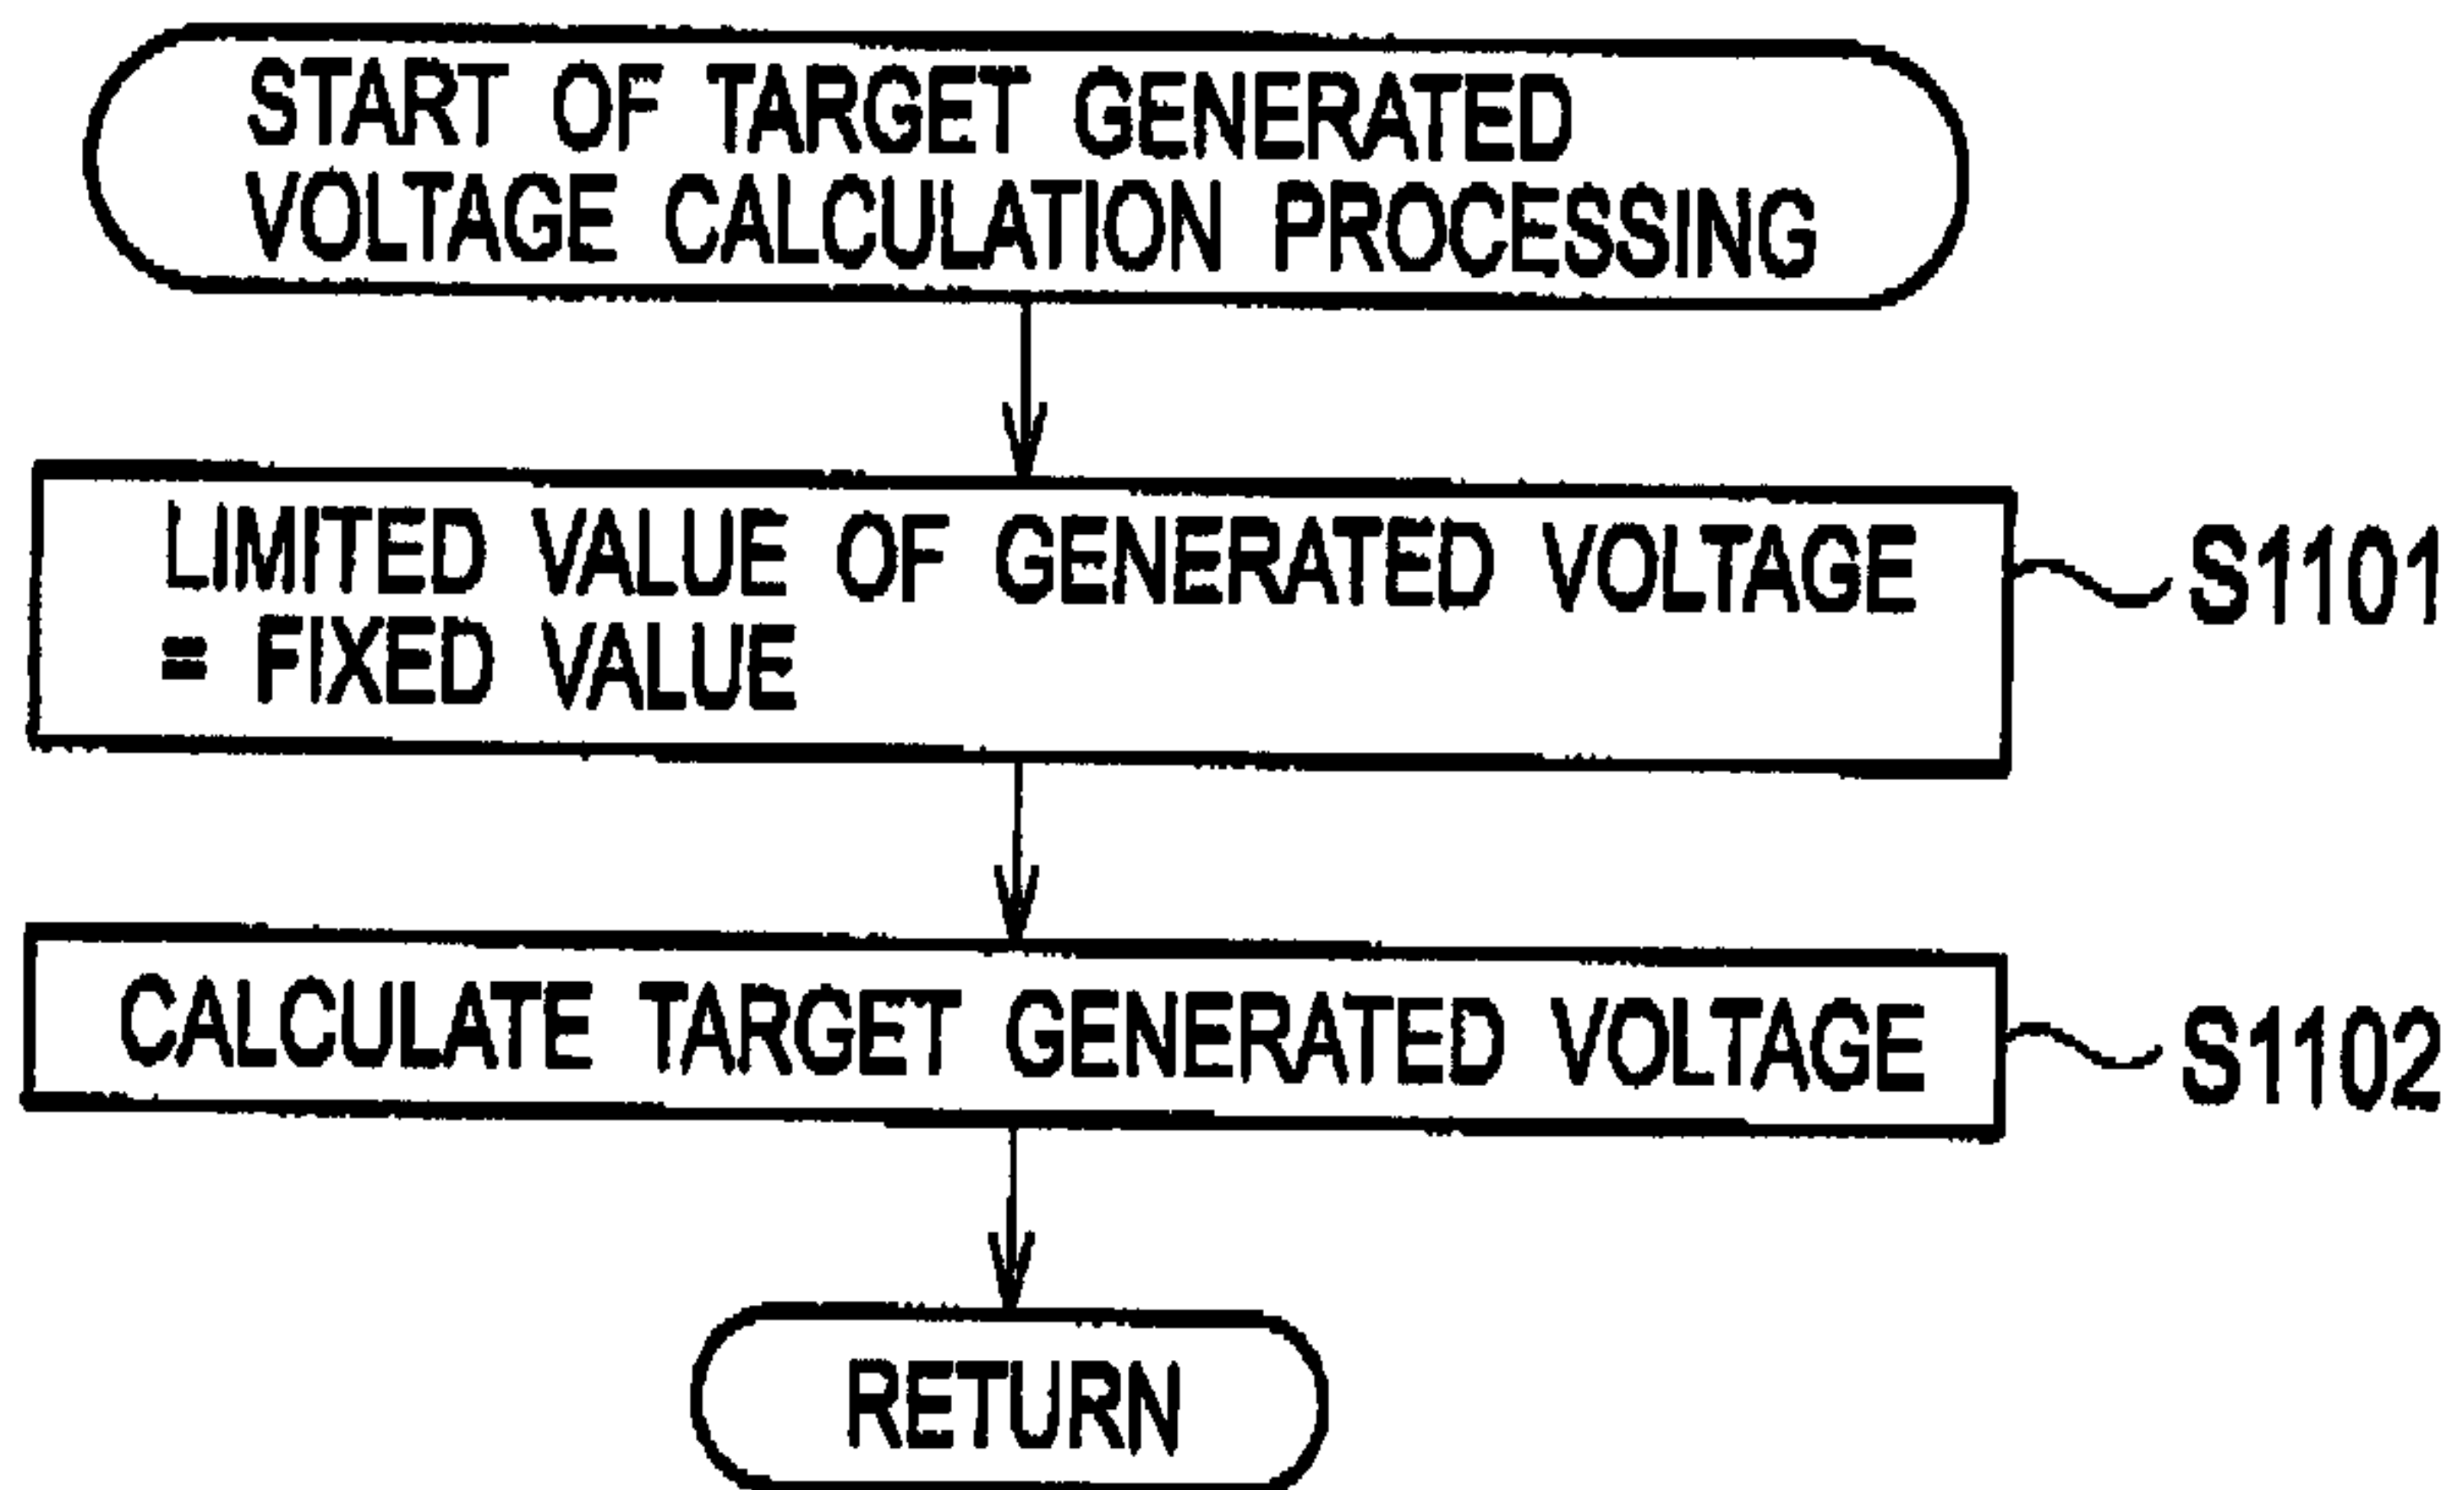 START OF TARGET GENERATED
VOLTAGE CALCULATION PROCESSING
LIMITED VALUE OF GENERATED VOLTAGE
= FIXED VALUE
S1101
CALCULATE TARGET GENERATED VOLTAGE
S1102
RETURN